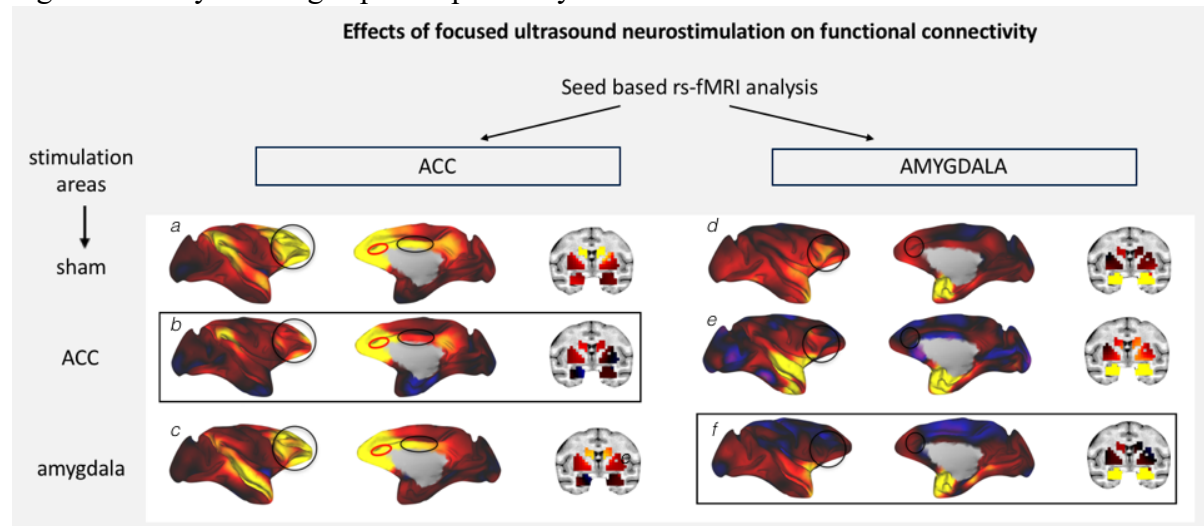 Effects of focused ultrasound neurostimulation on functional connectivity
Seed based rs-fMRI analysis
stimulation
areas
ACC
AMYGDALA
a
d
sham
b
e
ACC
c
f
amygdala
e